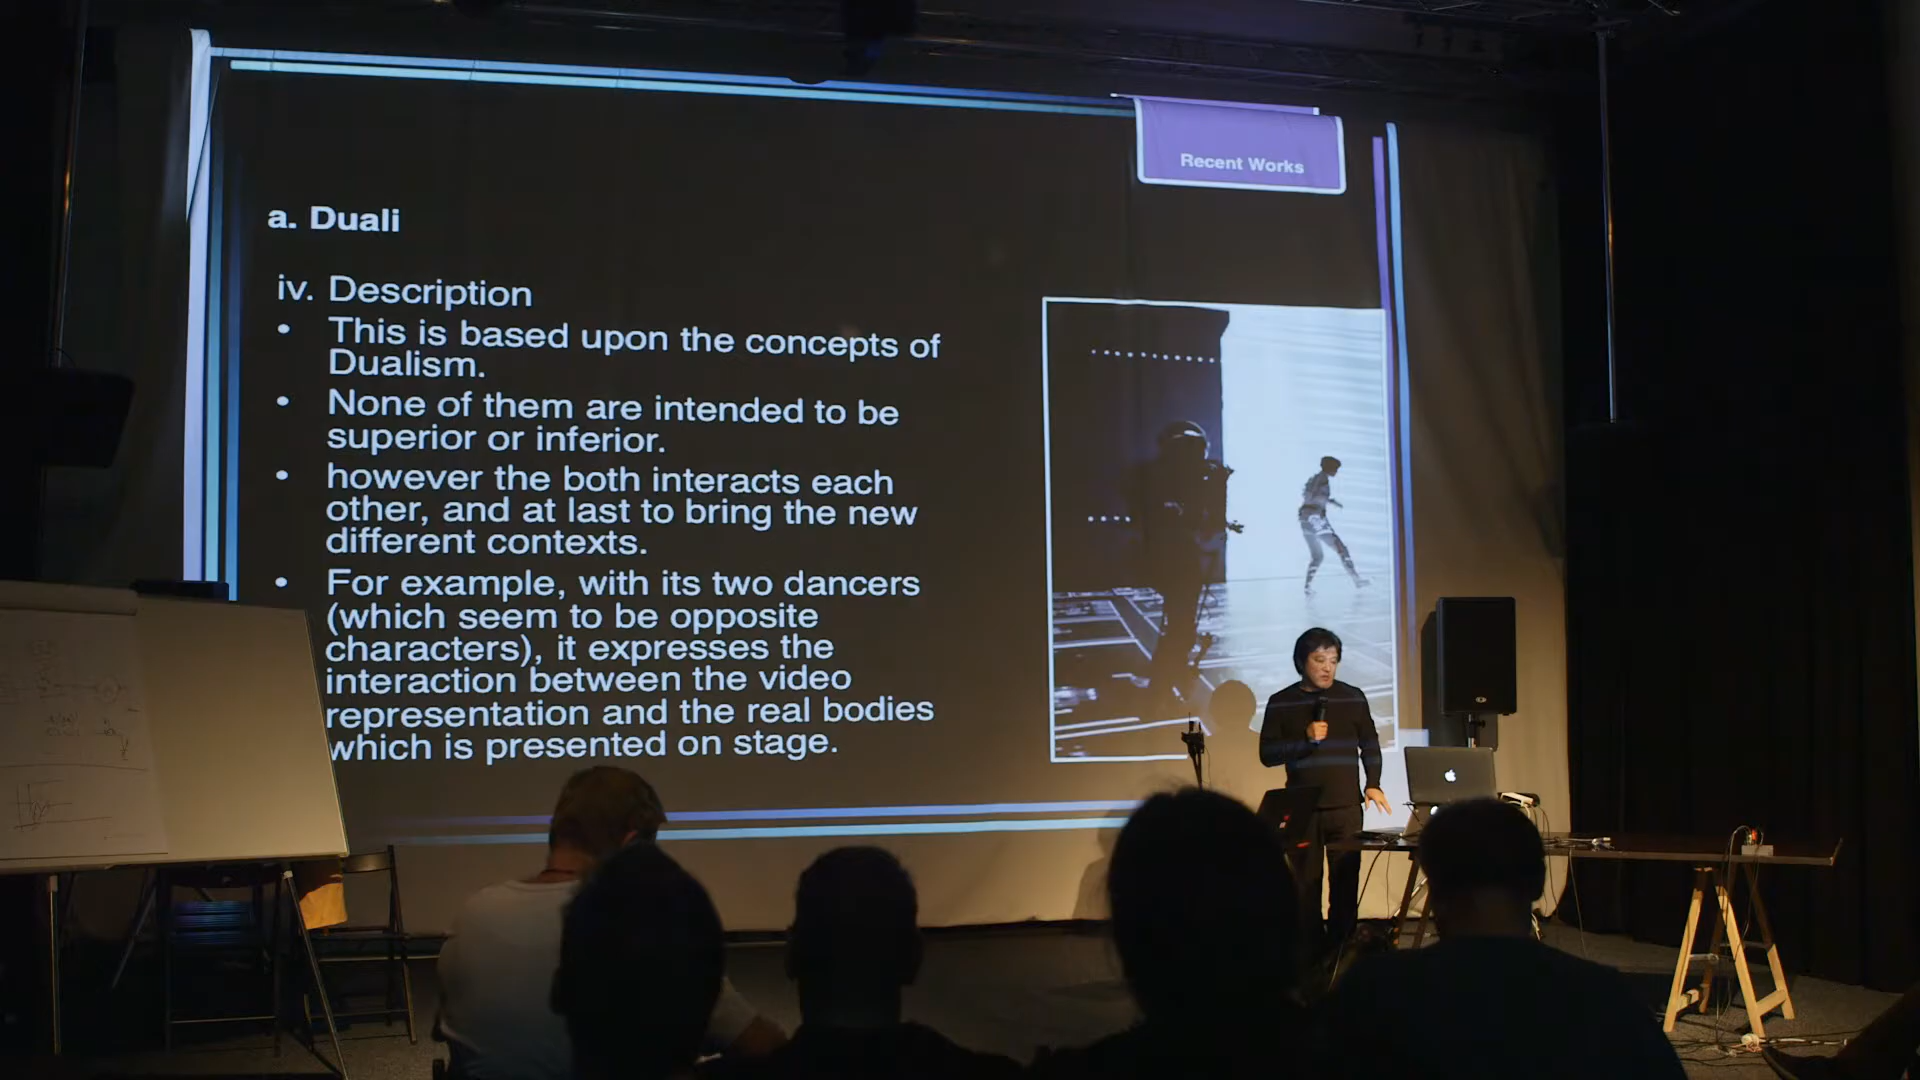 Recent Works
a. Duali
iv. Description
• This is based upon the concepts of
Dualism.
• None of them are intended to be
superior or inferior.
• however the both interacts each
other, and at last to bring the new
different contexts.
• For example, with its two dancers
(which seem to be opposite
characters), it expresses the
interaction between the video
representation and the real bodies
which is presented on stage.